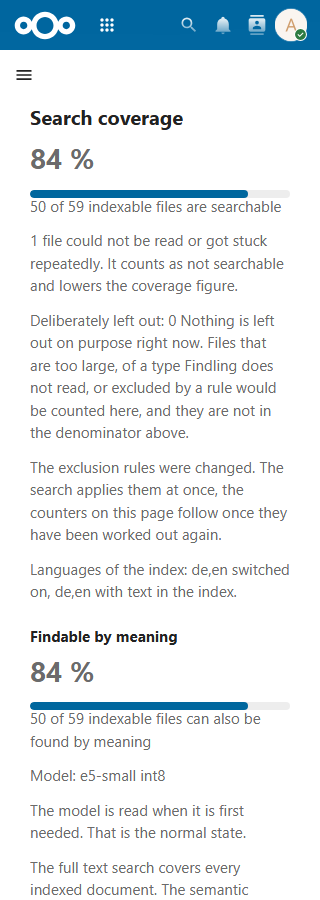 A
Search coverage
84 %
50 of 59 indexable files are searchable
1 file could not be read or got stuck
repeatedly. It counts as not searchable
and lowers the coverage figure.
Deliberately left out: 0 Nothing is left
out on purpose right now. Files that
are too large, of a type Findling does
not read, or excluded by a rule would
be counted here, and they are not in
the denominator above.
The exclusion rules were changed. The
search applies them at once, the
counters on this page follow once they
have been worked out again.
Languages of the index: de,en switched
on, de,en with text in the index.
Findable by meaning
84 %
50 of 59 indexable files can also be
found by meaning
Model: e5-small int8
The model is read when it is first
needed. That is the normal state.
The full text search covers every
indexed document. The semantic